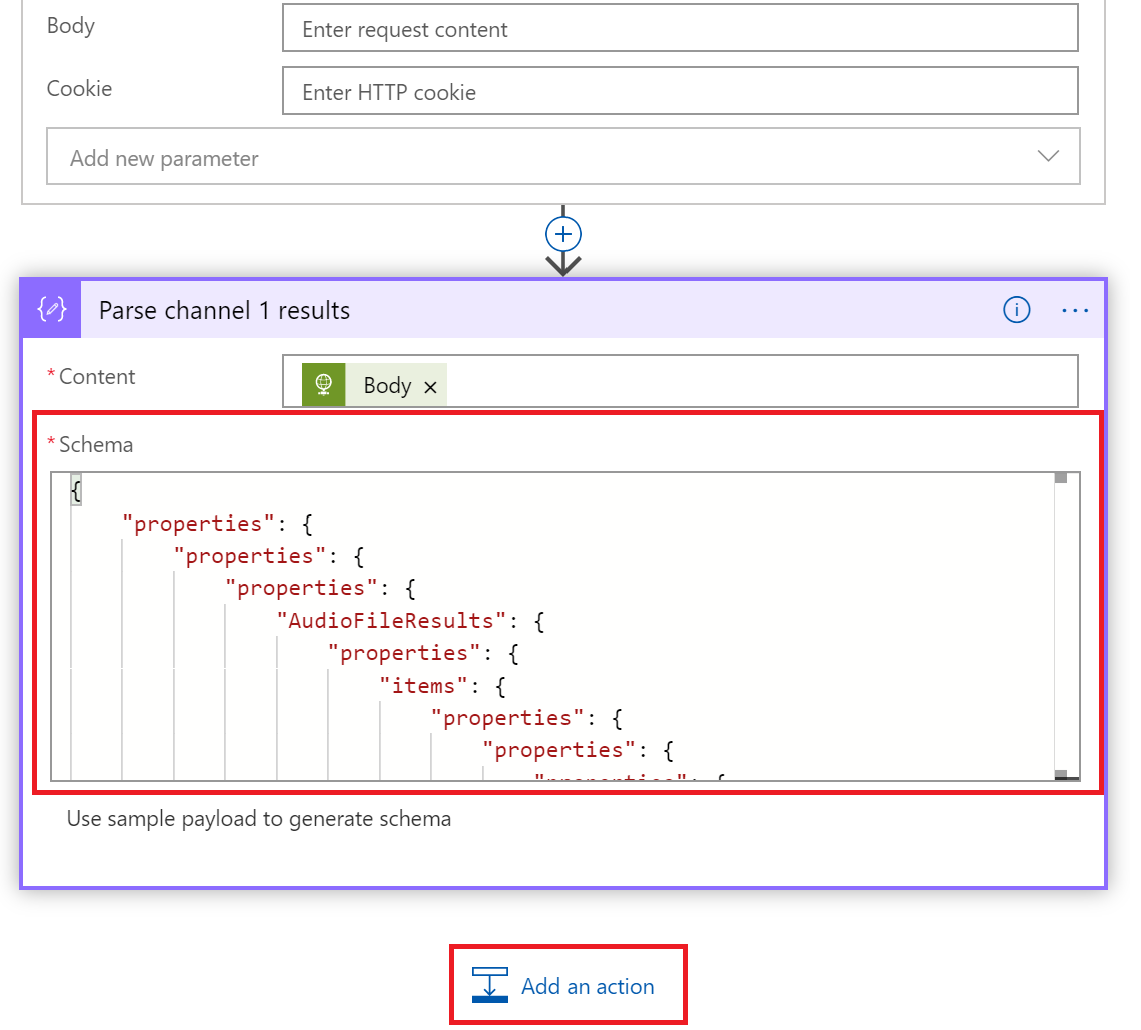 Body
Enter request content
Cookie
Enter HTTP cookie
Add new parameter
Parse channel 1 results
* Content
Body ×
* Schema
{
"properties": {
"properties": {
"properties": {
"AudioFileResults": {
"properties": {
"items": {
"properties": {
"properties": {
"properties": {
Use sample payload to generate schema
Add an action